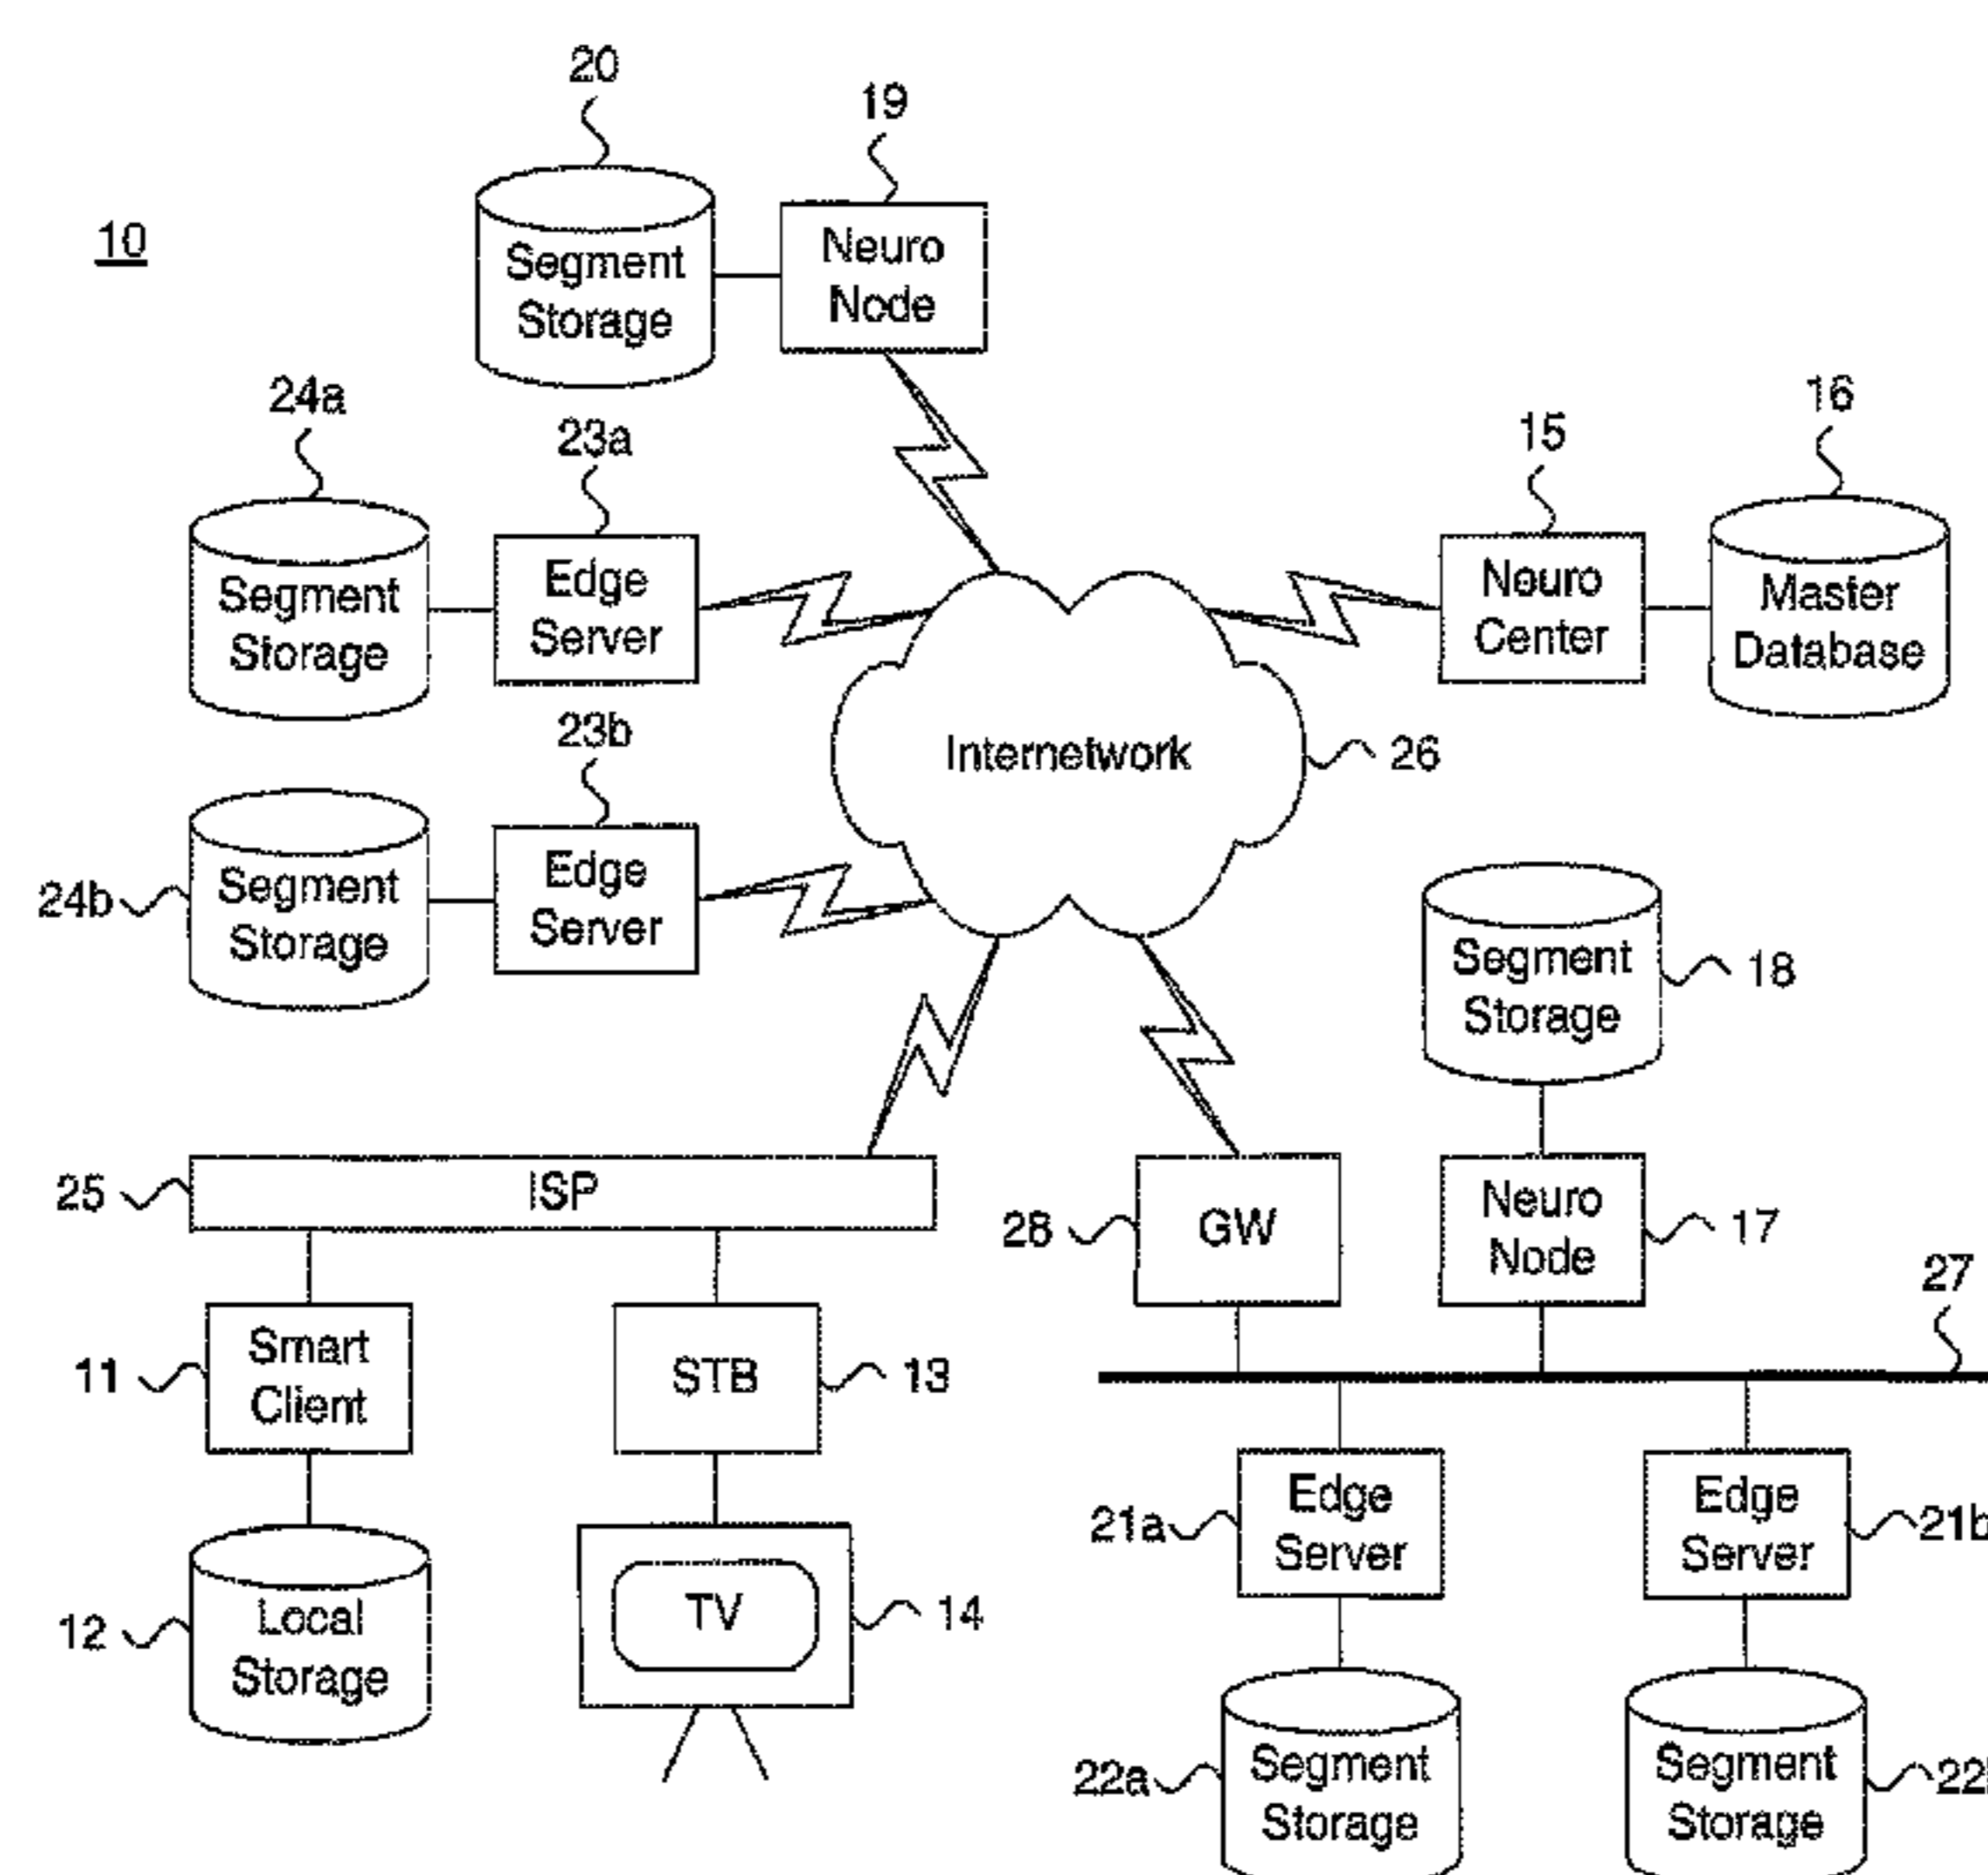 20
19
10
Segment
Storage
Neuro
Node
24a
23a
16
15
Segment
Storage
Edge
Server
Neuro
Center
Master
Database
23b
Internetwork
26
24b
Segment
Storage
Edge
Server
Segment
Storage
18
25
ISP
28
GW
Neuro
Node
17
27
11
Smart
Client
STB
13
21a
Edge
Server
Edge
Server
12
Local
Storage
TV
14
22a
Segment
Storage
Segment
Storage